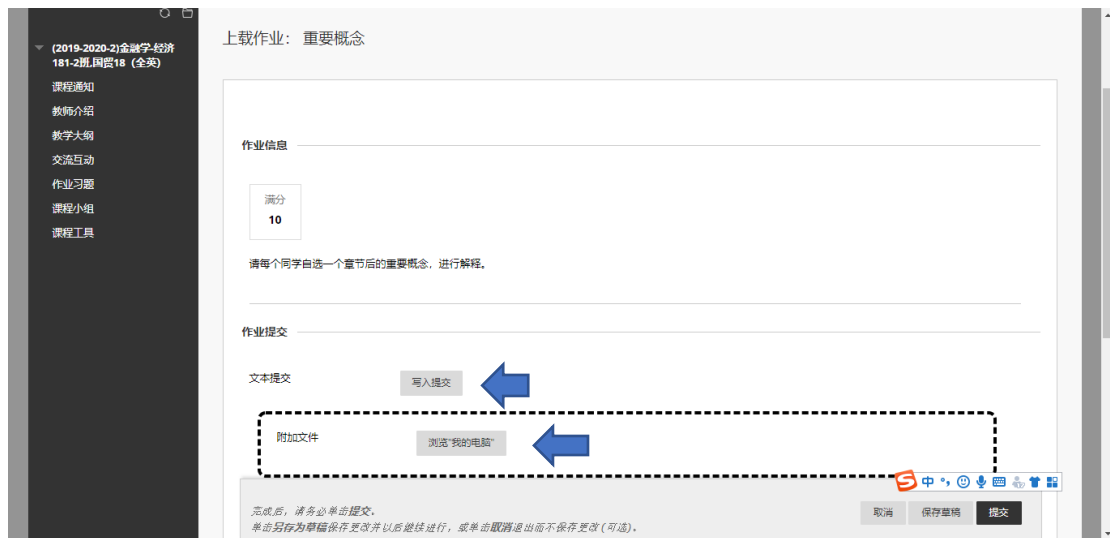 (2019-2020-2)金融学-经济
181-2班,国贸18（全英）
课程通知
教师介绍
教学大纲
交流互动
作业习题
课程小组
课程工具
上载作业： 重要概念
作业信息
满分
10
请每个同学自选一个章节后的重要概念，进行解释。
作业提交
文本提交
写入提交
附加文件
浏览"我的电脑"
中
完成后，请务必单击提交。
单击另存为草稿保存更改并以后继续进行，或单击取消退出而不保存更改(可选)。
取消
保存草稿
提交